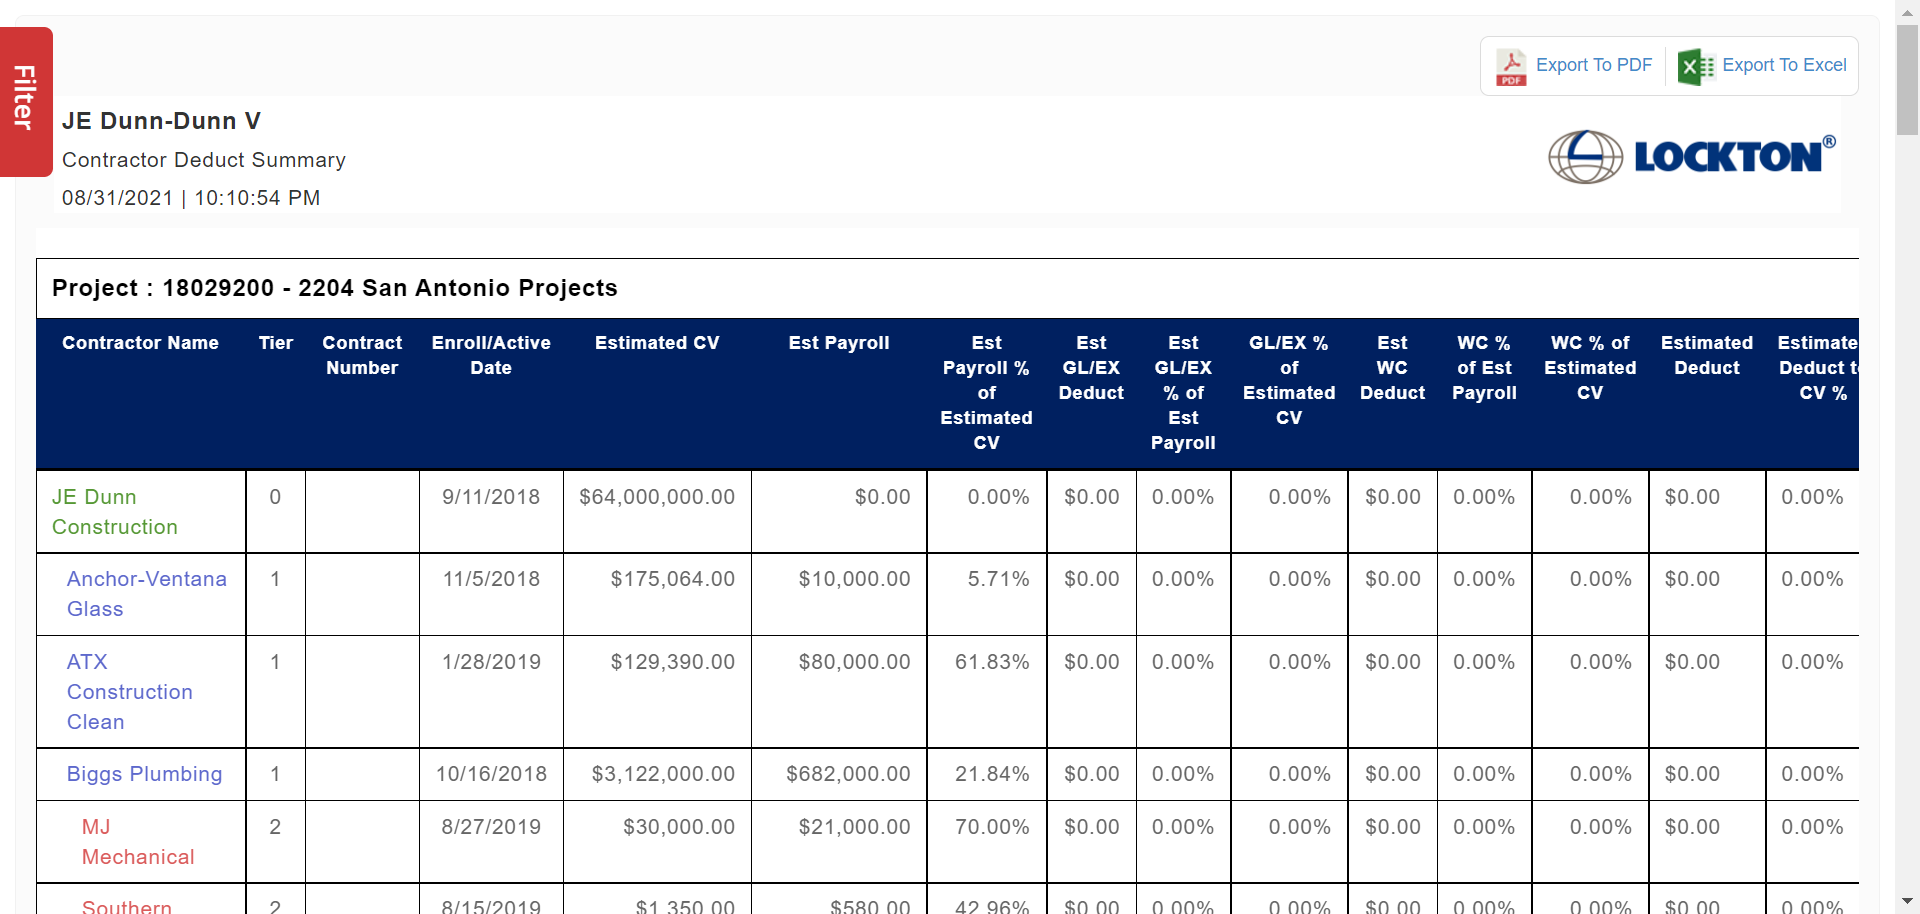 Filter
Export To PDF Export To Excel
PDF
JE Dunn-Dunn V
Contractor Deduct Summary
08/31/2021 | 10:10:54 PM
LOCKTON®
Project : 18029200 - 2204 San Antonio Projects
Contractor Name Tier Contract Enroll/Active Estimated CV Est Payroll Est Est Est GL/EX % Est WC % WC % of Estimated Estimate
Number Date Payroll % GL/EX GL/EX of WC of Est Estimated Deduct Deduct t
of Deduct % of Estimated Deduct Payroll CV CV %
Estimated Est CV
CV Payroll
JE Dunn 0 9/11/2018 $64,000,000.00 $0.00 0.00% $0.00 0.00% 0.00% $0.00 0.00% 0.00% $0.00 0.00%
Construction
Anchor-Ventana 1 11/5/2018 $175,064.00 $10,000.00 5.71% $0.00 0.00% 0.00% $0.00 0.00% 0.00% $0.00 0.00%
Glass
ATX 1 1/28/2019 $129,390.00 $80,000.00 61.83% $0.00 0.00% 0.00% $0.00 0.00% 0.00% $0.00 0.00%
Construction
Clean
Biggs Plumbing 1 10/16/2018 $3,122,000.00 $682,000.00 21.84% $0.00 0.00% 0.00% $0.00 0.00% 0.00% $0.00 0.00%
MJ 2 8/27/2019 $30,000.00 $21,000.00 70.00% $0.00 0.00% 0.00% $0.00 0.00% 0.00% $0.00 0.00%
Mechanical
Southern 2 8/15/2019 $1,350.00 $580.00 42.96% $0.00 0.00% 0.00% $0.00 0.00% 0.00% $0.00 0.00%